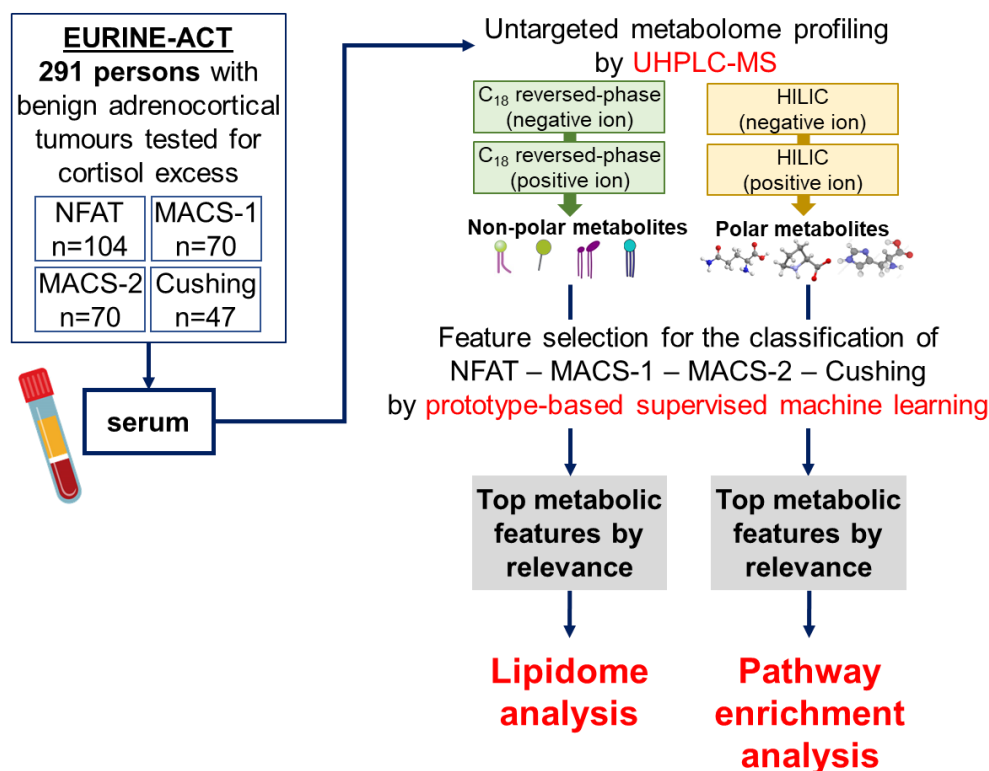 EURINE-ACT
291 persons with
benign adrenocortical
tumours tested for
cortisol excess
NFAT
n=104
MACS-1
n=70
MACS-2
n=70
Cushing
n=47
serum
Untargeted metabolome profiling
by UHPLC-MS
C₁₈ reversed-phase
(negative ion)
C₁₈ reversed-phase
(positive ion)
Non-polar metabolites
HILIC
(negative ion)
HILIC
(positive ion)
Polar metabolites
Feature selection for the classification of
NFAT – MACS-1 – MACS-2 – Cushing
by prototype-based supervised machine learning
Top metabolic
features by
relevance
Top metabolic
features by
relevance
Lipidome
analysis
Pathway
enrichment
analysis